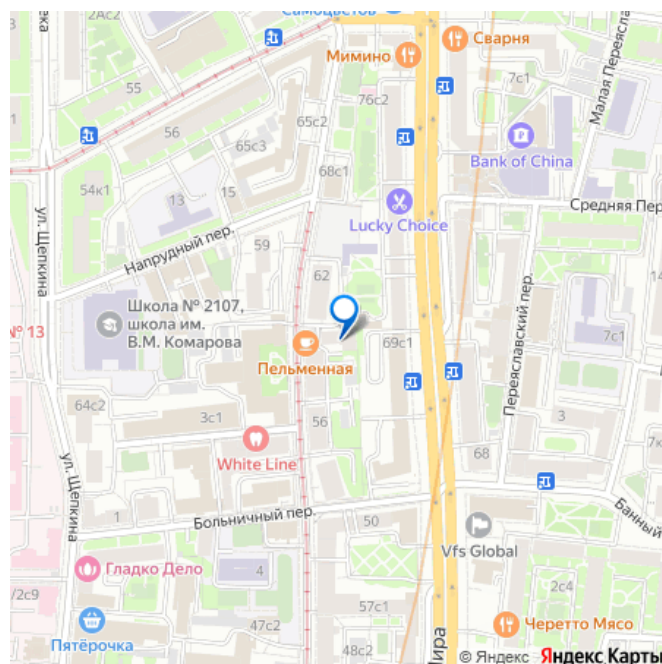 ека
2Ас2
Самоцветов
Мимино
Сварня
7с1
Малая Переясла
55
56
65с2
76с2
65с3
Bank of China
54к1
13
15
68с1
Lucky Choice
Средняя Пер
ул. Щепкина
Напрудный пер.
59
62
Школа № 2107,
школа им.
В.М. Комарова
№ 13
Пельменная
69с1
7с1
Переяславский пер.
64с2
3с1
56
3
White Line
68
ул. Щепкина
1
Больничный пер.
50
Банный
Vfs Global
Гладко Дело
4
/2с9
2с4
57с1
Пятёрочка
47с2
48с2
Мира
Черетто Мясо
© Яндекс Яндекс Карты